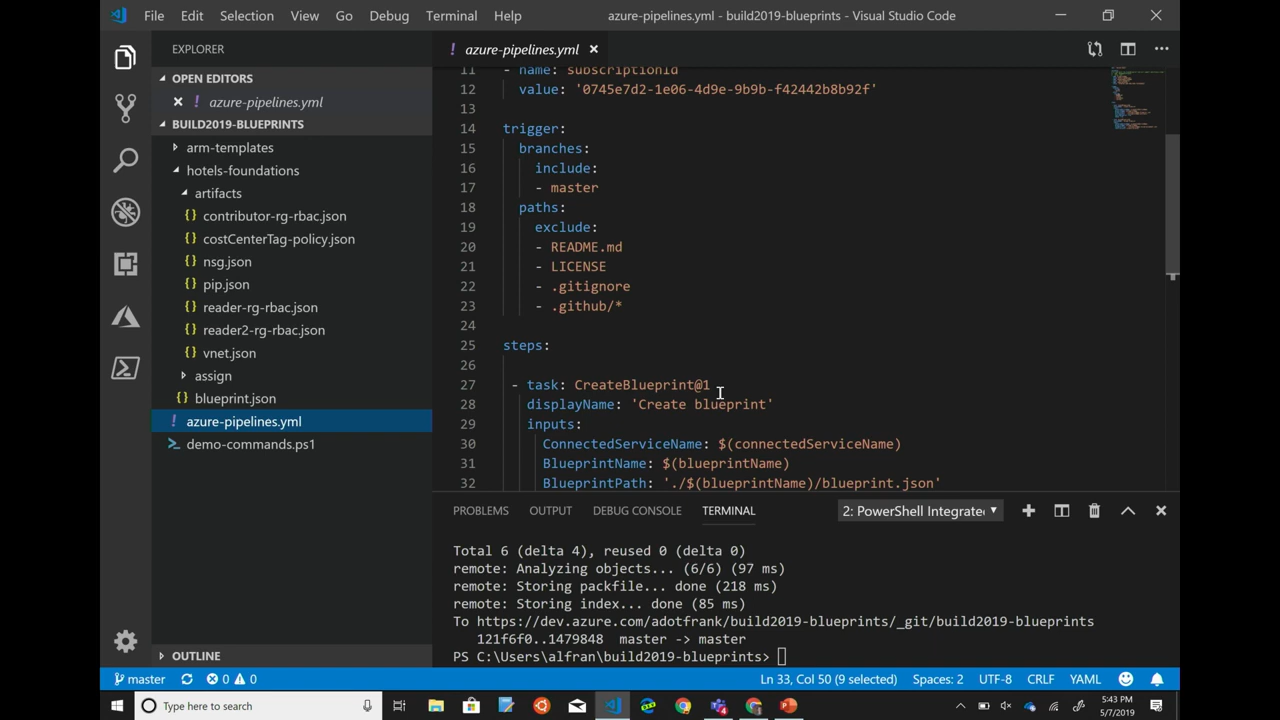 File Edit Selection View Go Debug Terminal Help azure-pipelines.yml - build2019-blueprints - Visual Studio Code
EXPLORER
OPEN EDITORS
azure-pipelines.yml
BUILD2019-BLUEPRINTS
arm-templates
hotels-foundations
artifacts
{} contributor-rg-rbac.json
{} costCenterTag-policy.json
{} nsg.json
{} pip.json
{} reader-rg-rbac.json
{} reader2-rg-rbac.json
{} vnet.json
assign
{} blueprint.json
! azure-pipelines.yml
demo-commands.ps1
OUTLINE
! azure-pipelines.yml
11 - name: subscriptionId
12 value: '0745e7d2-1e06-4d9e-9b9b-f42442b8b92f'
13
14 trigger:
15 branches:
16 include:
17 - master
18 paths:
19 exclude:
20 - README.md
21 - LICENSE
22 - .gitignore
23 - .github/*
24
25 steps:
26
27 - task: CreateBlueprint@1
28 displayName: 'Create blueprint'
29 inputs:
30 ConnectedServiceName: $(connectedServiceName)
31 BlueprintName: $(blueprintName)
32 BlueprintPath: './$(blueprintName)/blueprint.json'
PROBLEMS OUTPUT DEBUG CONSOLE TERMINAL 2: PowerShell Integrate
Total 6 (delta 4), reused 0 (delta 0)
remote: Analyzing objects... (6/6) (97 ms)
remote: Storing packfile... done (218 ms)
remote: Storing index... done (85 ms)
To https://dev.azure.com/adotfrank/build2019-blueprints/_git/build2019-blueprints
121f6f0..1479848 master -> master
PS C:\Users\alfran\build2019-blueprints>
master 0 0 Ln 33, Col 50 (9 selected) Spaces: 2 UTF-8 CRLF YAML
Type here to search
5:43 PM
5/7/2019